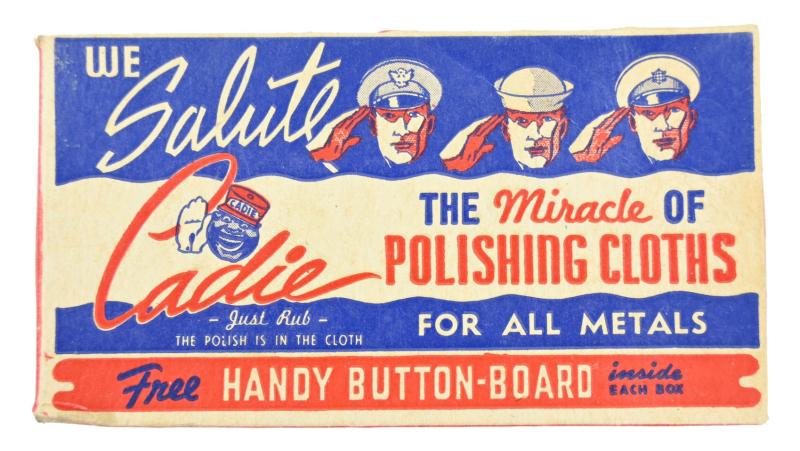 WE
Salute
CADIE
Cadie
THE Miracle OF
POLISHING CLOTHS
- Just Rub -
THE POLISH IS IN THE CLOTH
FOR ALL METALS
Free HANDY BUTTON-BOARD inside
EACH BOX